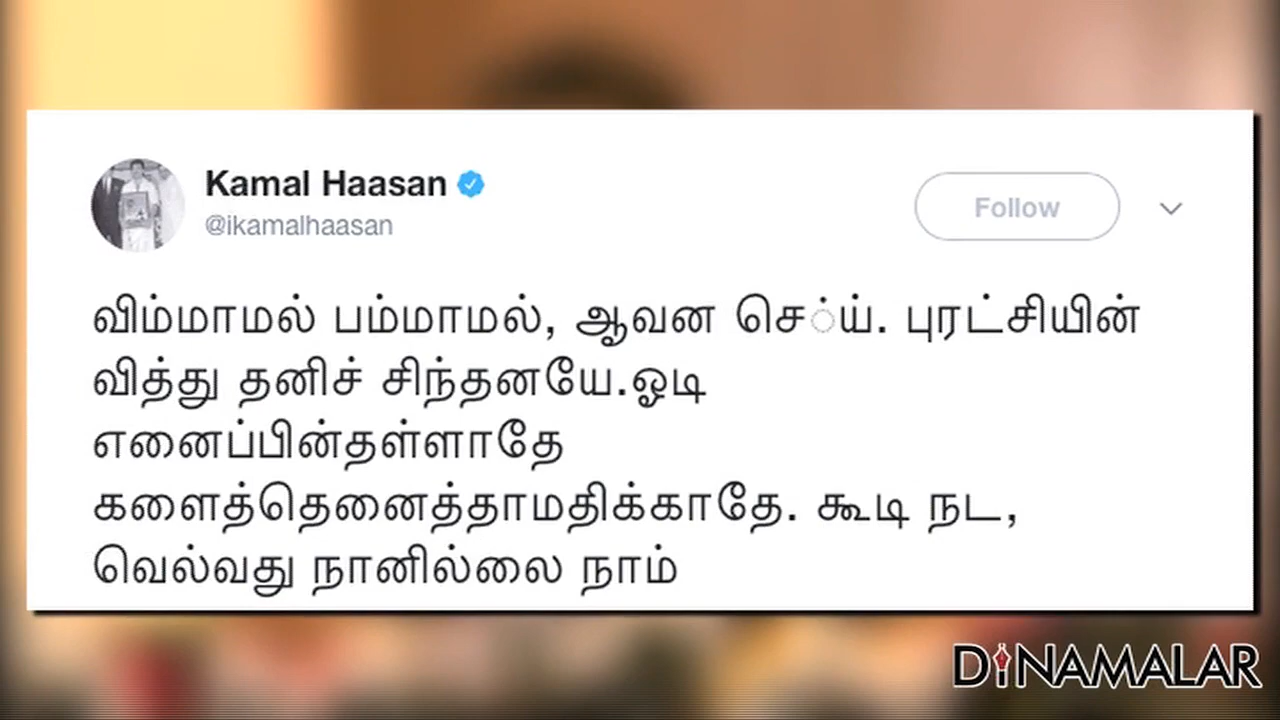 Kamal Haasan
@ikamalhaasan
Follow
விம்மாமல் பம்மாமல், ஆவன செ்ய். புரட்சியின்
வித்து தனிச் சிந்தனயே.ஓடி
எனைப்பின்தள்ளாதே
களைத்தெனைத்தாமதிக்காதே. கூடி நட,
வெல்வது நானில்லை நாம்
DINAMALAR